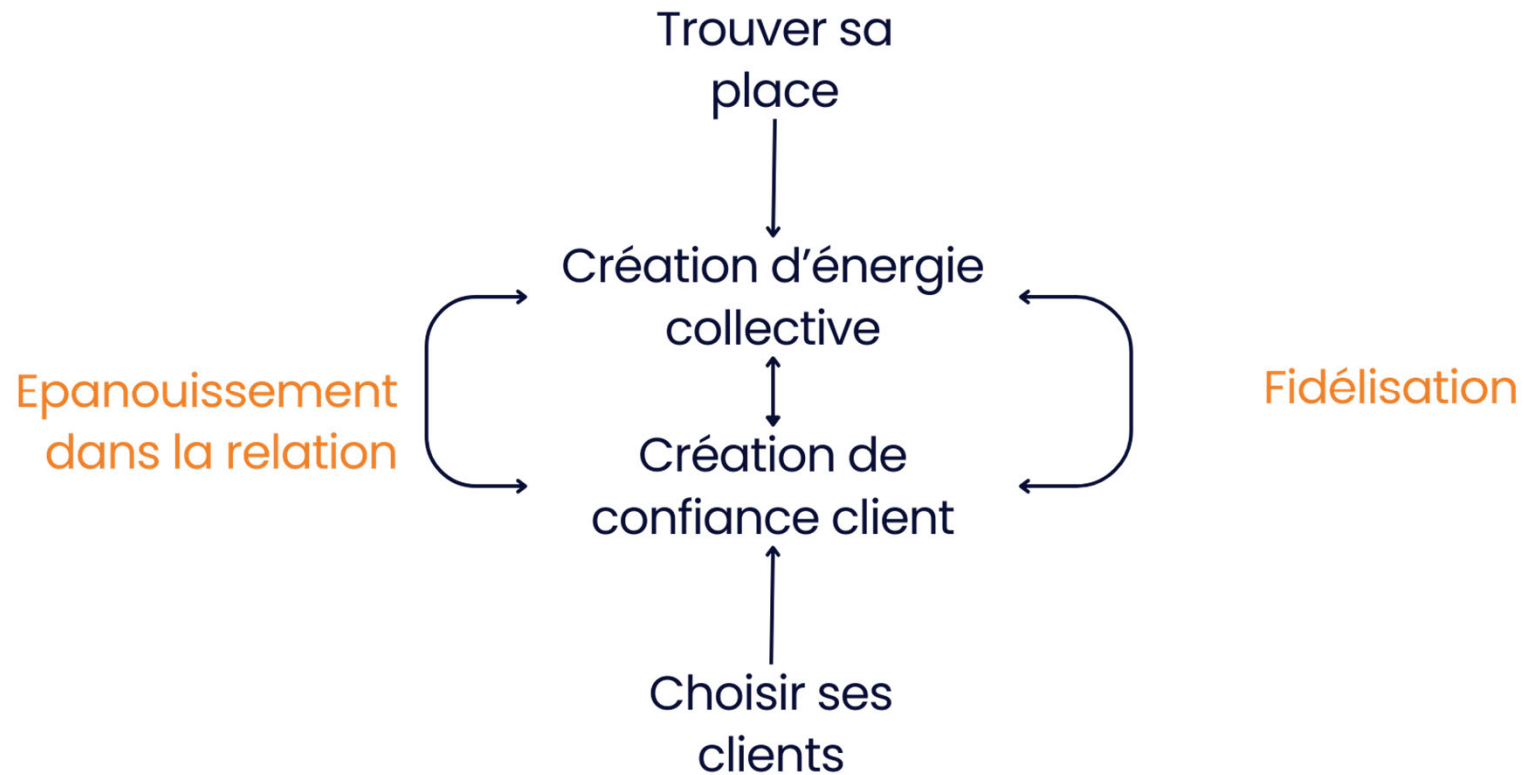 Trouver sa
place
Création d’énergie
collective
Epanouissement
dans la relation
Fidélisation
Création de
confiance client
Choisir ses
clients